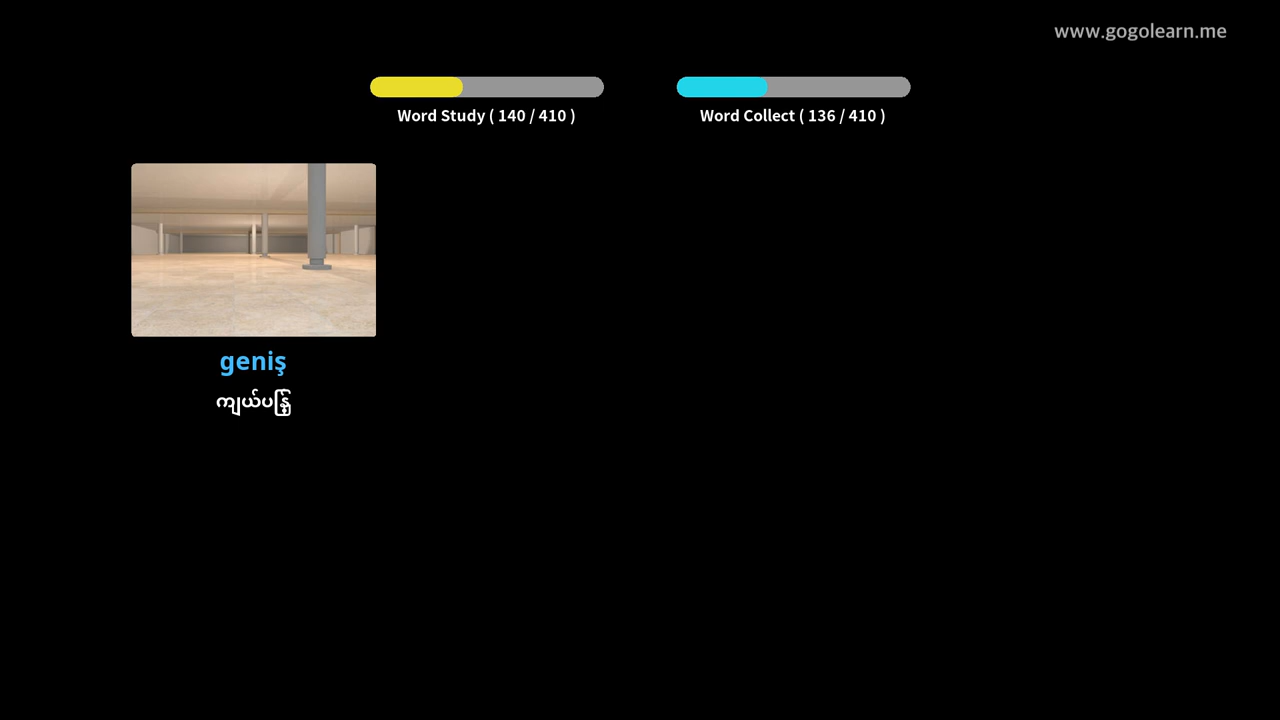 www.gogolearn.me
Word Study ( 140 / 410 )
Word Collect ( 136 / 410 )
geniş
ကျယ်ပြန့်